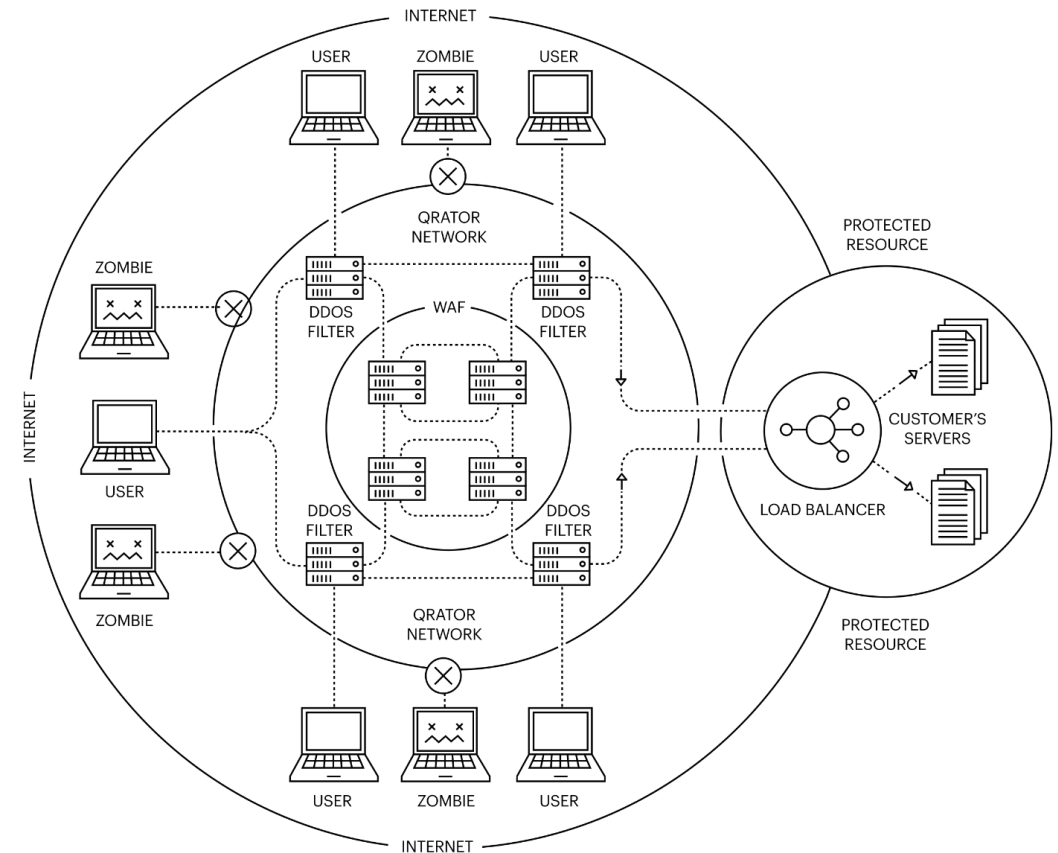 INTERNET
USER
ZOMBIE
USER
QRATOR
NETWORK
PROTECTED
RESOURCE
ZOMBIE
DDOS
FILTER
WAF
DDOS
FILTER
INTERNET
CUSTOMER'S
SERVERS
USER
LOAD BALANCER
DDOS
FILTER
DDOS
FILTER
ZOMBIE
QRATOR
NETWORK
PROTECTED
RESOURCE
USER
ZOMBIE
USER
INTERNET